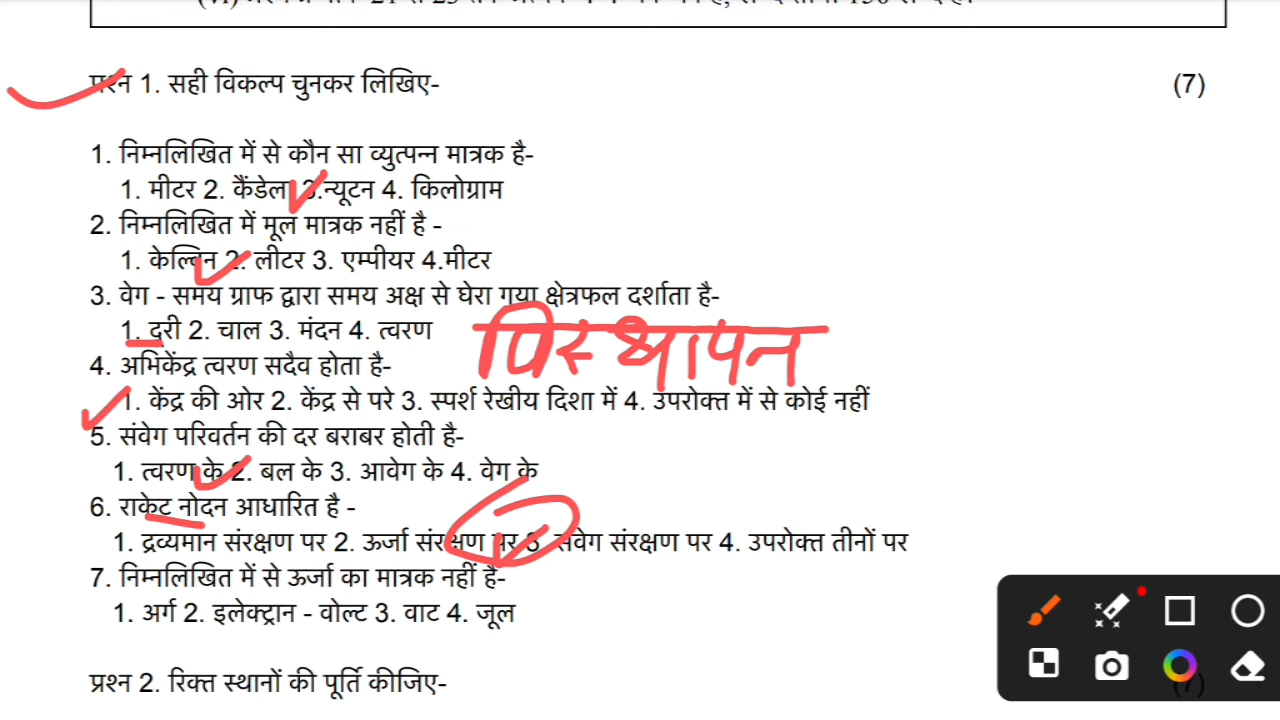 प्रश्न 1. सही विकल्प चुनकर लिखिए- (7)
1. निम्नलिखित में से कौन सा व्युत्पन्न मात्रक है-
1. मीटर 2. कैंडेला 3.न्यूटन 4. किलोग्राम
2. निम्नलिखित में मूल मात्रक नहीं है -
1. केल्विन 2. लीटर 3. एम्पीयर 4.मीटर
3. वेग - समय ग्राफ द्वारा समय अक्ष से घेरा गया क्षेत्रफल दर्शाता है-
1. दूरी 2. चाल 3. मंदन 4. त्वरण
विस्थापन
4. अभिकेंद्र त्वरण सदैव होता है-
1. केंद्र की ओर 2. केंद्र से परे 3. स्पर्श रेखीय दिशा में 4. उपरोक्त में से कोई नहीं
5. संवेग परिवर्तन की दर बराबर होती है-
1. त्वरण के 2. बल के 3. आवेग के 4. वेग के
6. राकेट नोदन आधारित है -
1. द्रव्यमान संरक्षण पर 2. ऊर्जा संरक्षण पर 3. संवेग संरक्षण पर 4. उपरोक्त तीनों पर
7. निम्नलिखित में से ऊर्जा का मात्रक नहीं है-
1. अर्ग 2. इलेक्ट्रान - वोल्ट 3. वाट 4. जूल
प्रश्न 2. रिक्त स्थानों की पूर्ति कीजिए- (7)